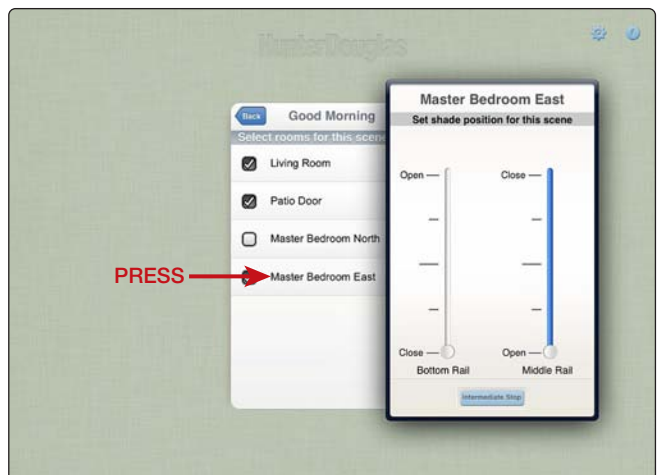 HunterDouglas
Back
Good Morning
Select rooms for this scene
Living Room
Patio Door
Master Bedroom North
Master Bedroom East
PRESS
Master Bedroom East
Set shade position for this scene
Open
Close
Close
Open
Bottom Rail
Middle Rail
Intermediate Stop